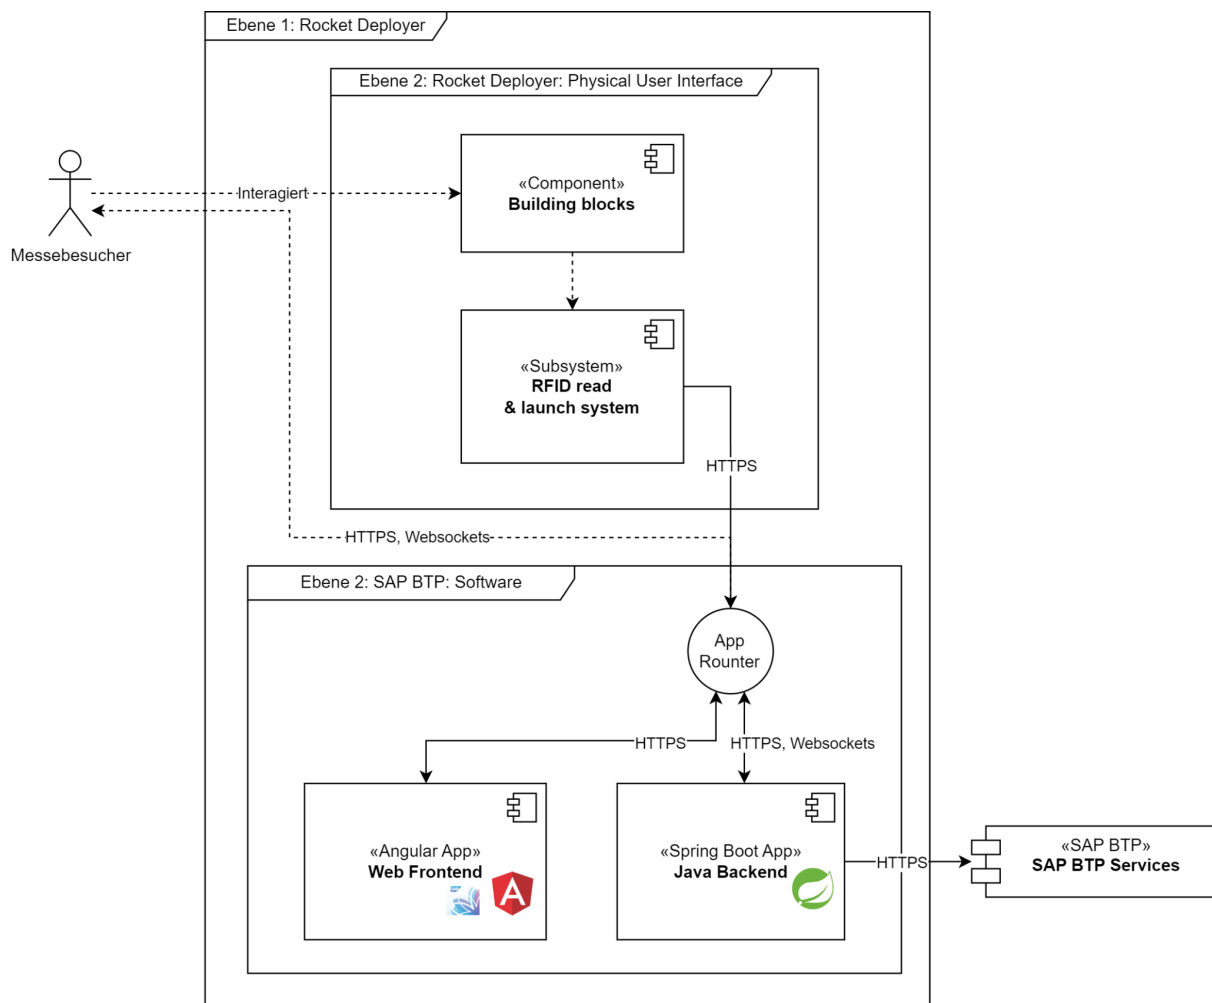 Ebene 1: Rocket Deployer
Ebene 2: Rocket Deployer: Physical User Interface
«Component»
Building blocks
Interagiert
Messebesucher
«Subsystem»
RFID read
& launch system
HTTPS
HTTPS, Websockets
Ebene 2: SAP BTP: Software
App
Rounter
HTTPS
HTTPS, Websockets
«Angular App»
Web Frontend
«Spring Boot App»
Java Backend
HTTPS
«SAP BTP»
SAP BTP Services